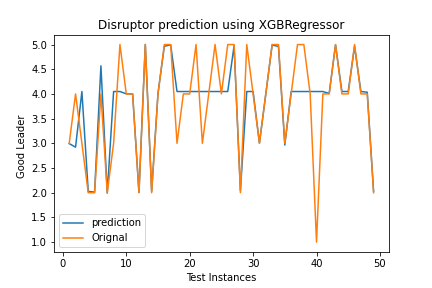 Disruptor prediction using XGBRegressor
5.0
4.5
4.0
3.5
3.0
2.5
2.0
1.5
1.0
Good Leader
prediction
Orignal
0 10 20 30 40 50
Test Instances